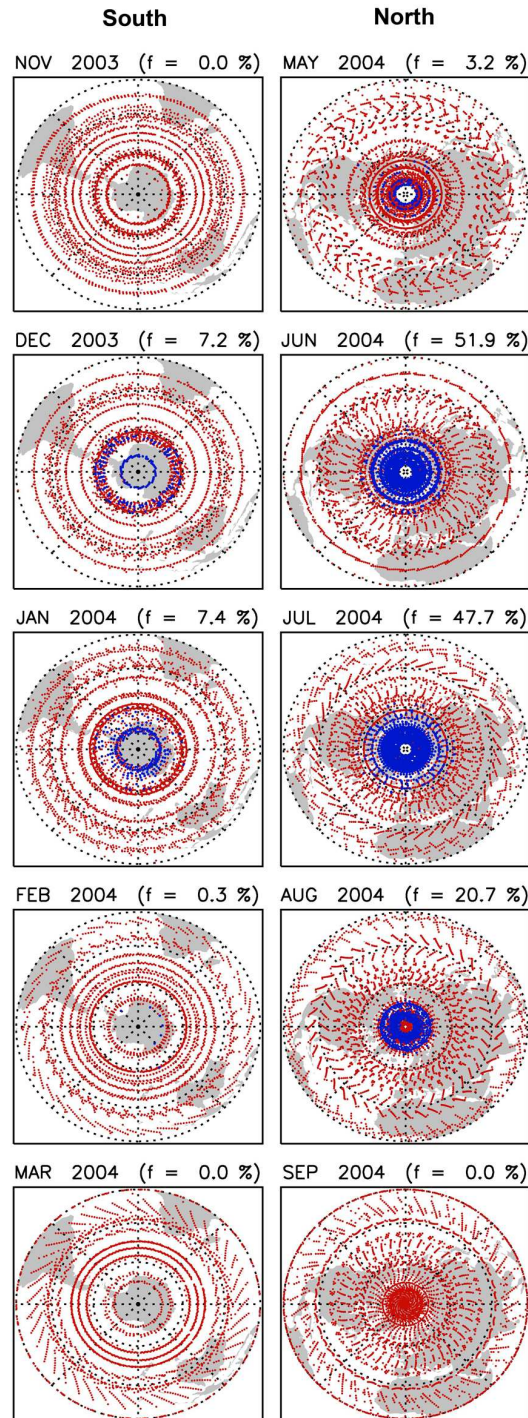 South North
NOV 2003 (f = 0.0 %) MAY 2004 (f = 3.2 %)
DEC 2003 (f = 7.2 %) JUN 2004 (f = 51.9 %)
JAN 2004 (f = 7.4 %) JUL 2004 (f = 47.7 %)
FEB 2004 (f = 0.3 %) AUG 2004 (f = 20.7 %)
MAR 2004 (f = 0.0 %) SEP 2004 (f = 0.0 %)